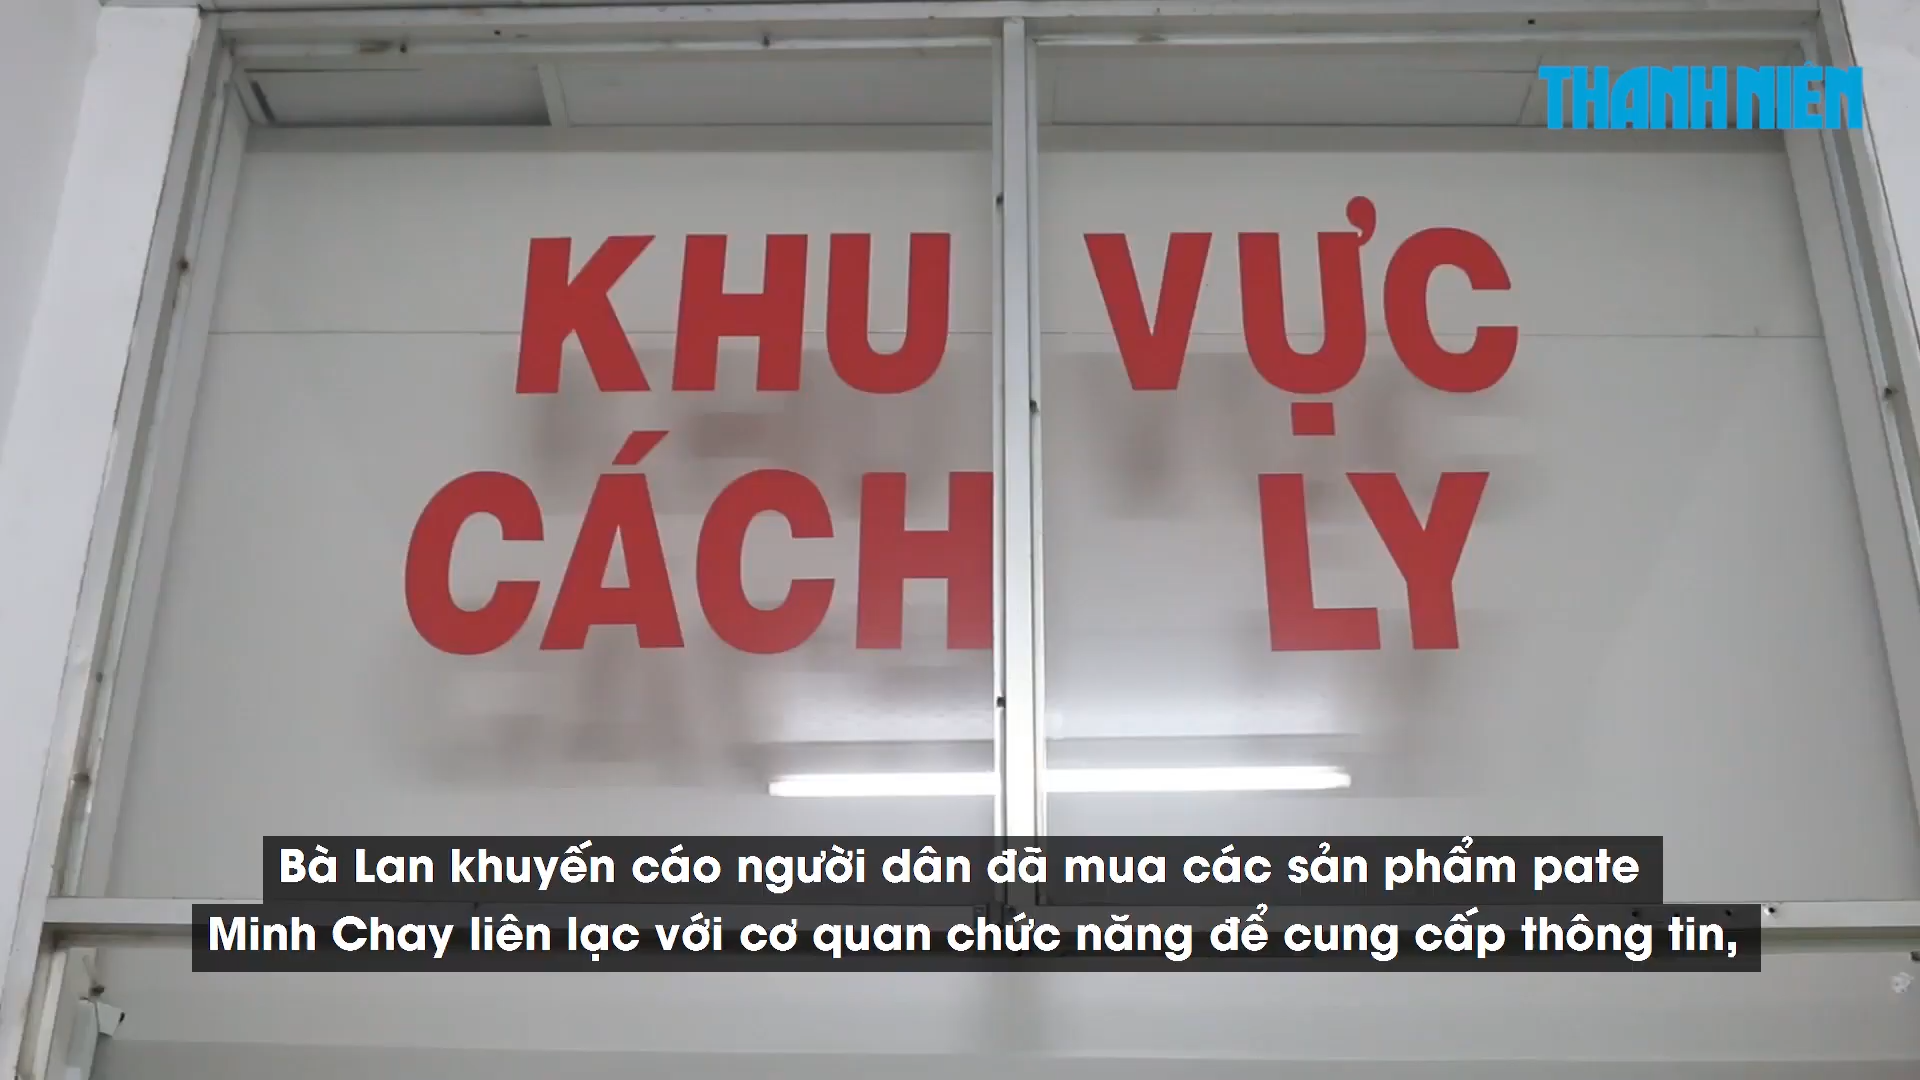 THANH NIÊN
KHU VỰC
CÁCH LY
Bà Lan khuyến cáo người dân đã mua các sản phẩm pate
Minh Chay liên lạc với cơ quan chức năng để cung cấp thông tin,